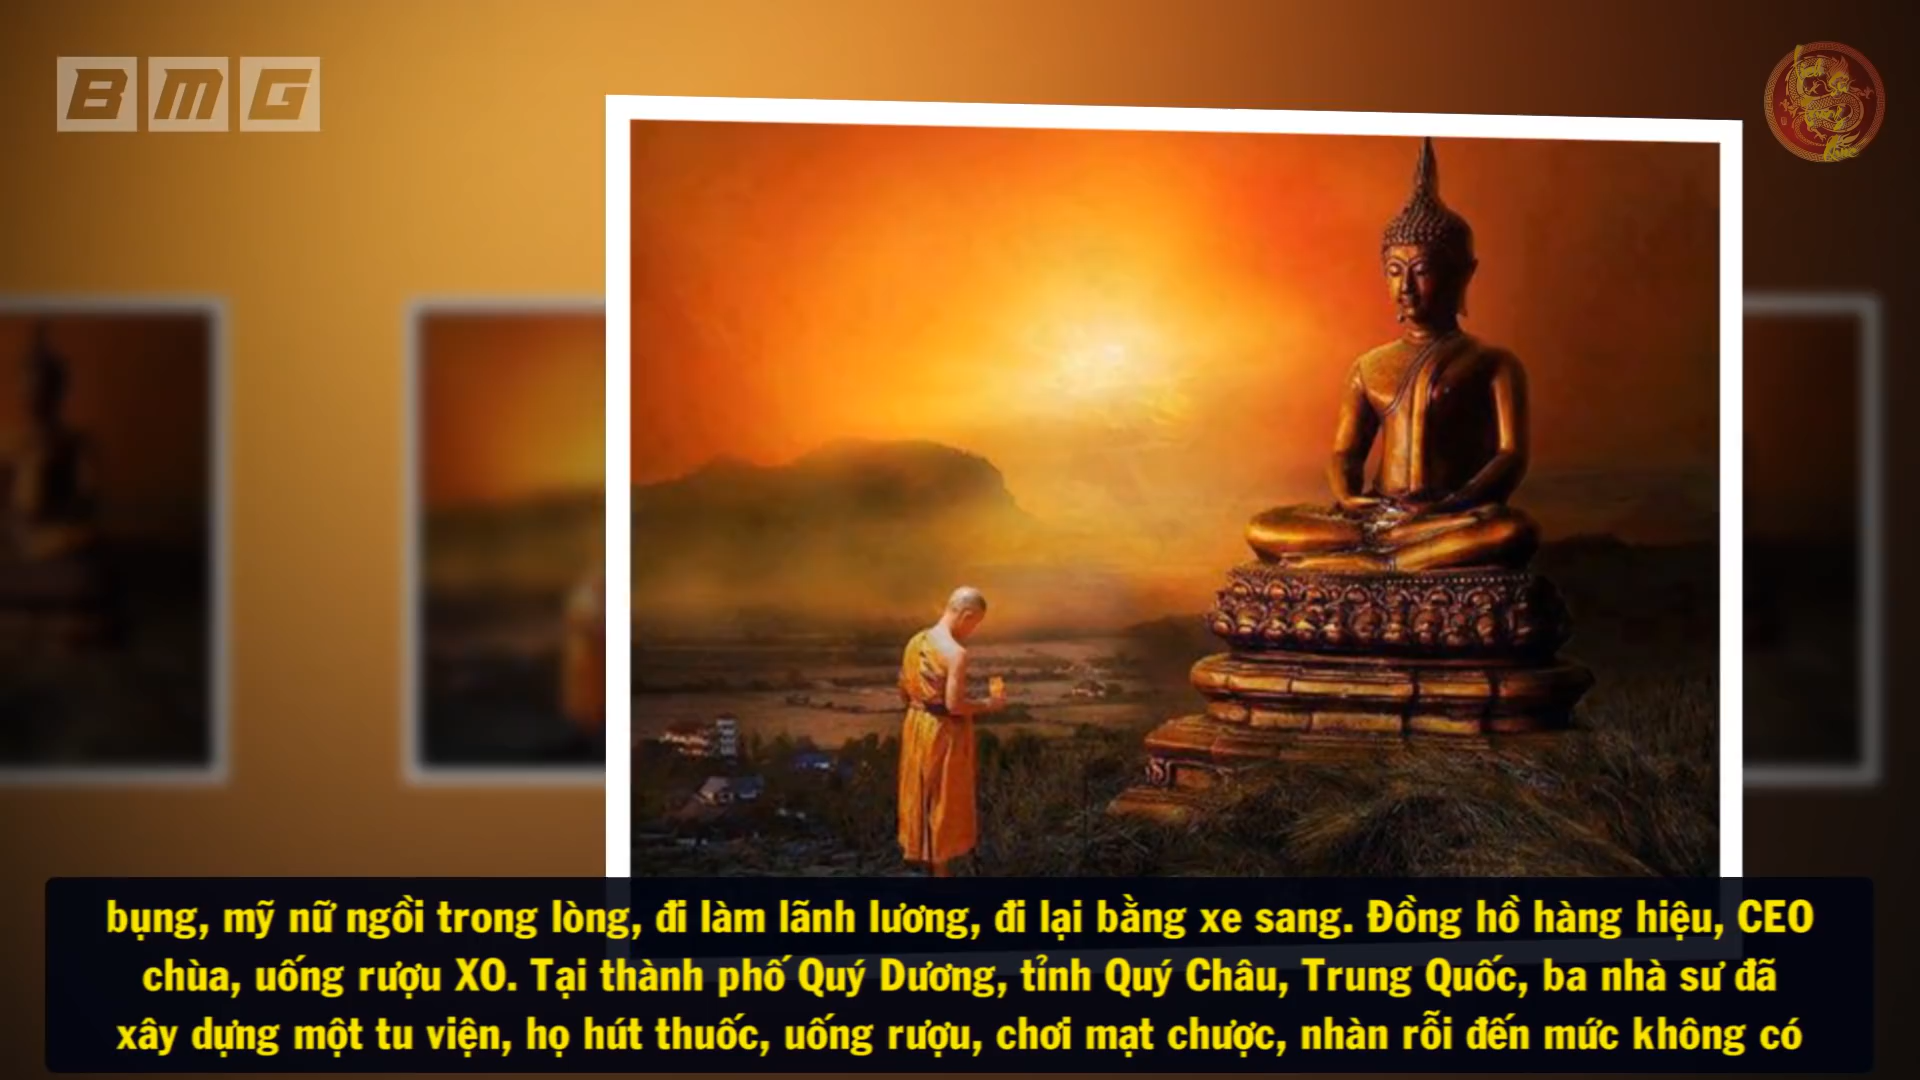 BMG
bụng, mỹ nữ ngồi trong lòng, đi làm lãnh lương, đi lại bằng xe sang. Đồng hồ hàng hiệu, CEO
chùa, uống rượu XO. Tại thành phố Quý Dương, tỉnh Quý Châu, Trung Quốc, ba nhà sư đã
xây dựng một tu viện, họ hút thuốc, uống rượu, chơi mạt chược, nhàn rỗi đến mức không có